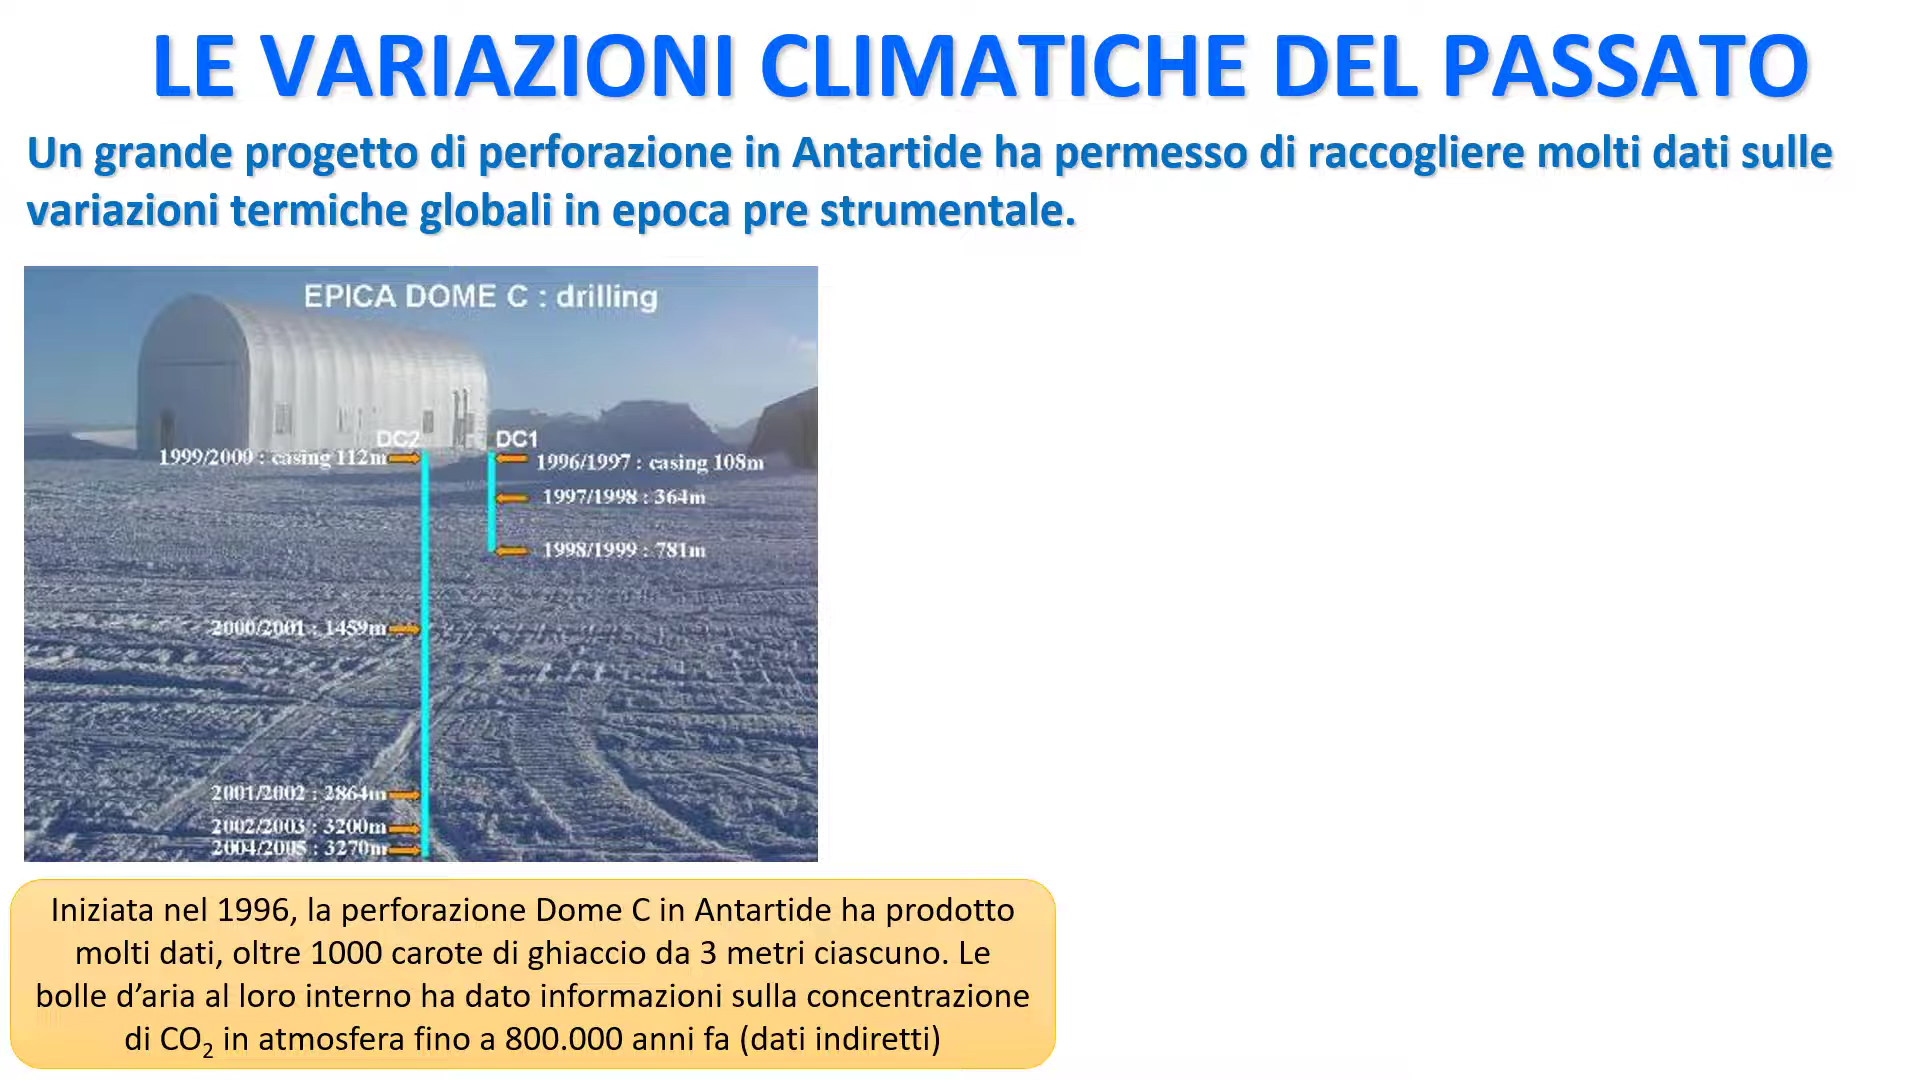 LE VARIAZIONI CLIMATICHE DEL PASSATO
Un grande progetto di perforazione in Antartide ha permesso di raccogliere molti dati sulle
variazioni termiche globali in epoca pre strumentale.
EPICA DOME C : drilling
DC2
DC1
1999/2000 : casing 112m
1996/1997 : casing 108m
1997/1998 : 364m
1998/1999 : 781m
2000/2001 : 1459m
2001/2002 : 2864m
2002/2003 : 3200m
2004/2005 : 3270m
Iniziata nel 1996, la perforazione Dome C in Antartide ha prodotto
molti dati, oltre 1000 carote di ghiaccio da 3 metri ciascuno. Le
bolle d’aria al loro interno ha dato informazioni sulla concentrazione
di CO₂ in atmosfera fino a 800.000 anni fa (dati indiretti)